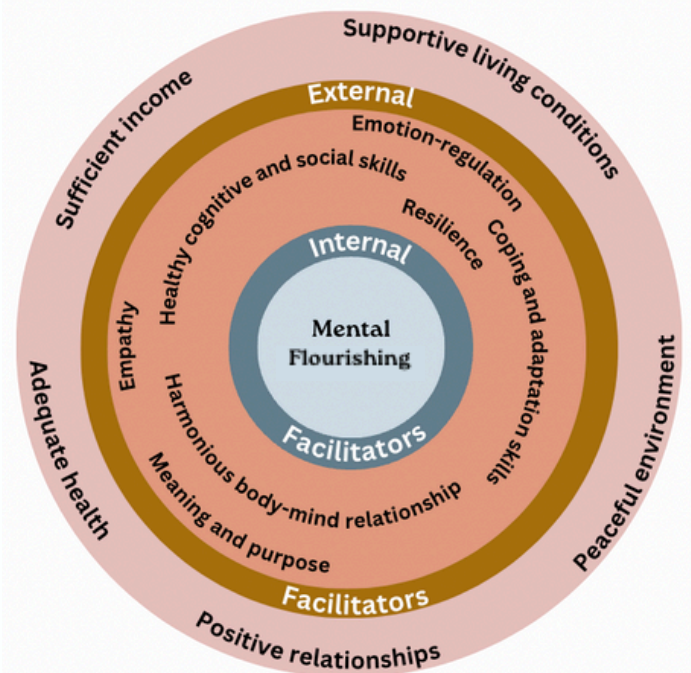 Supportive living conditions
Sufficient income
External
Emotion-regulation
Healthy cognitive and social skills
Resilience
Coping and adaptation skills
Internal
Mental
Flourishing
Facilitators
Empathy
Harmonious body-mind relationship
Meaning and purpose
Facilitators
Adequate health
Peaceful environment
Positive relationships